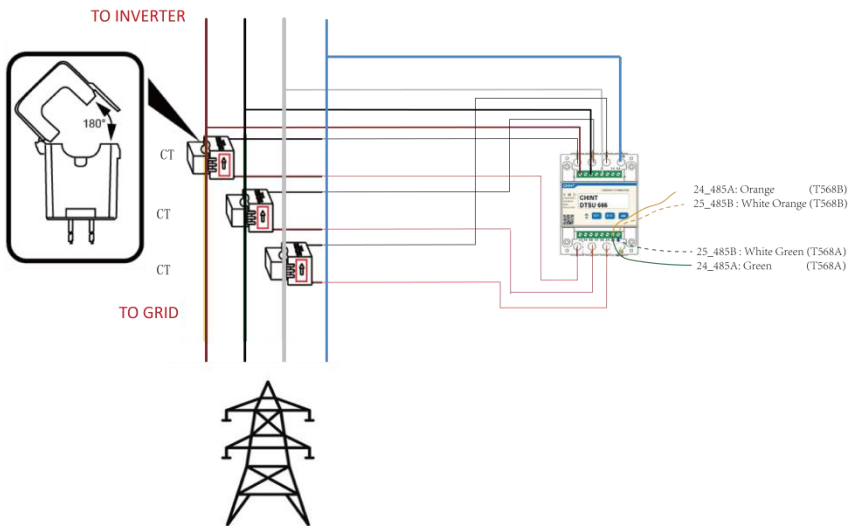 TO INVERTER
180°
CT
CT
CT
TO GRID
CHINT
CHINT
DTSU 666
24_485A: Orange (T568B)
25_485B : White Orange (T568B)
25_485B : White Green (T568A)
24_485A: Green (T568A)